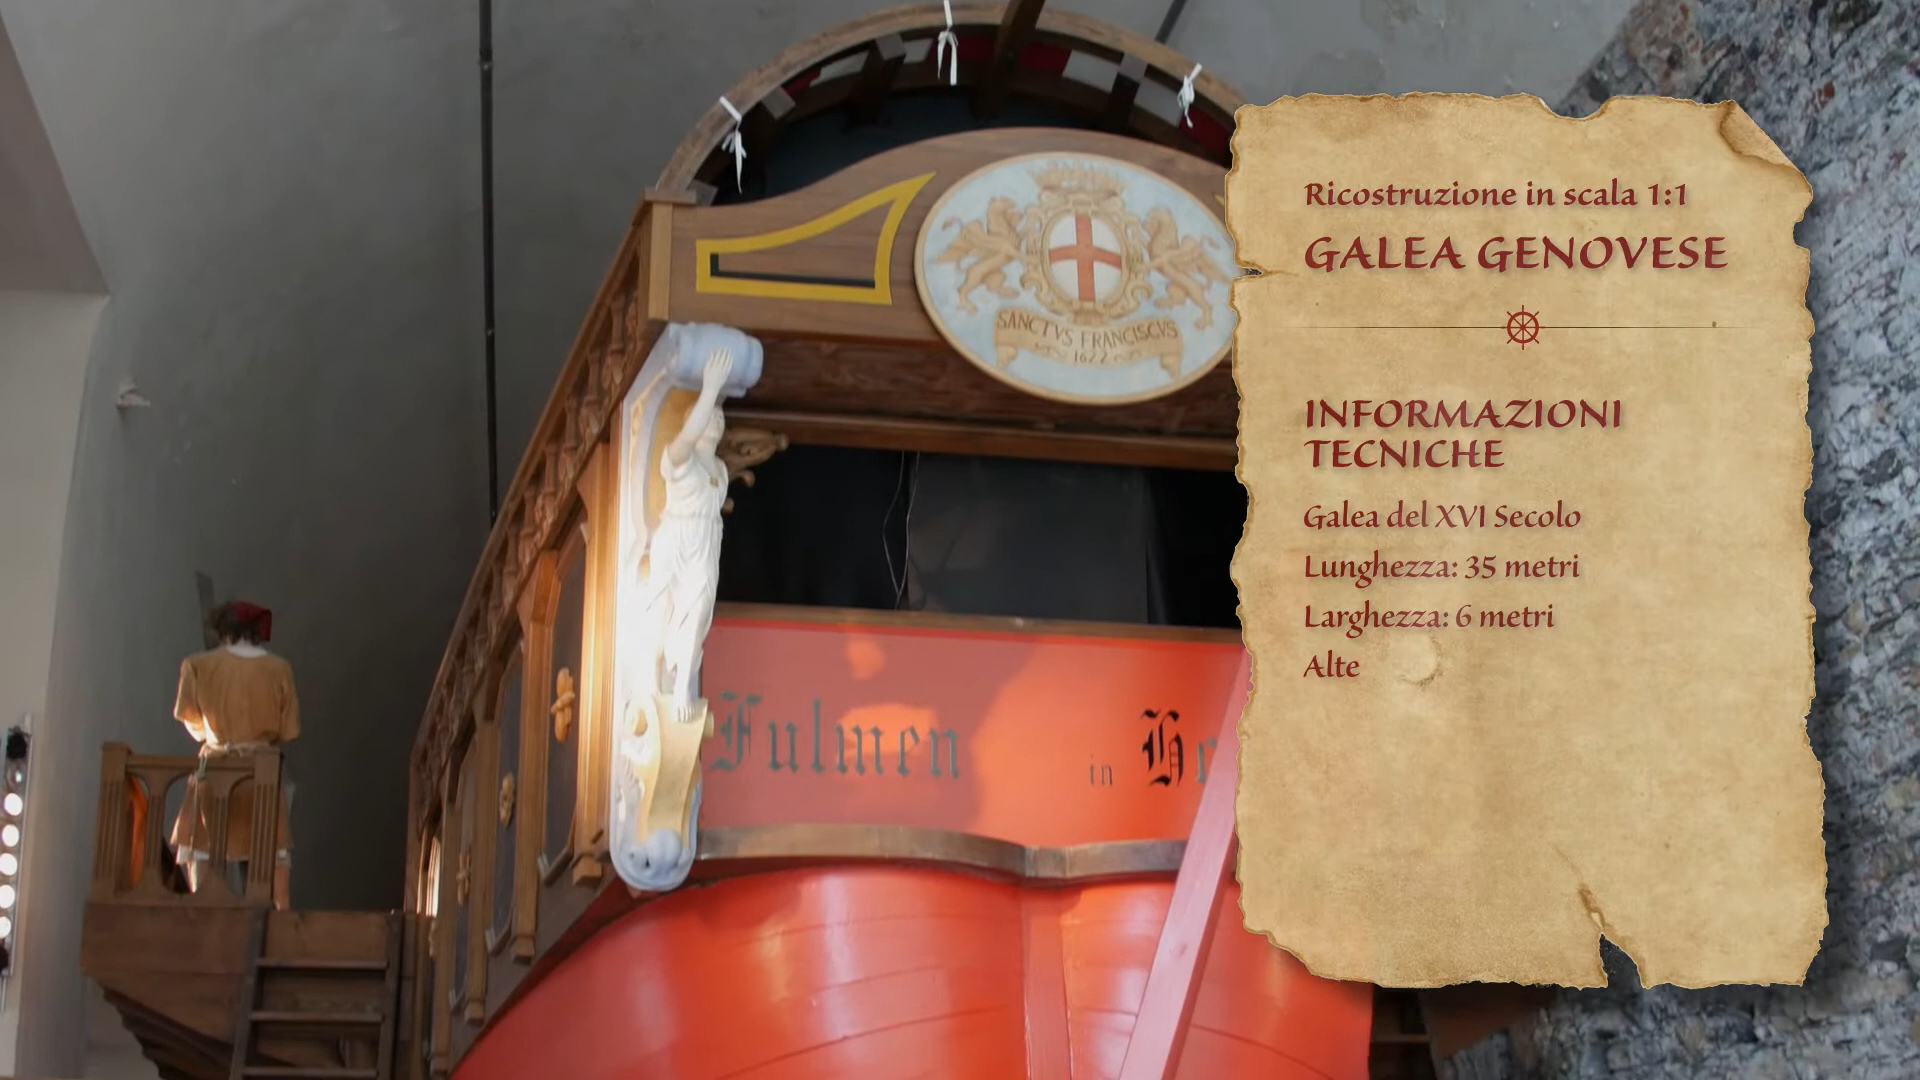 SANCTVS FRANCISCVS
1622
Fulmen in
Ricostruzione in scala 1:1
GALEA GENOVESE
INFORMAZIONI
TECNICHE
Galea del XVI Secolo
Lunghezza: 35 metri
Larghezza: 6 metri
Alte